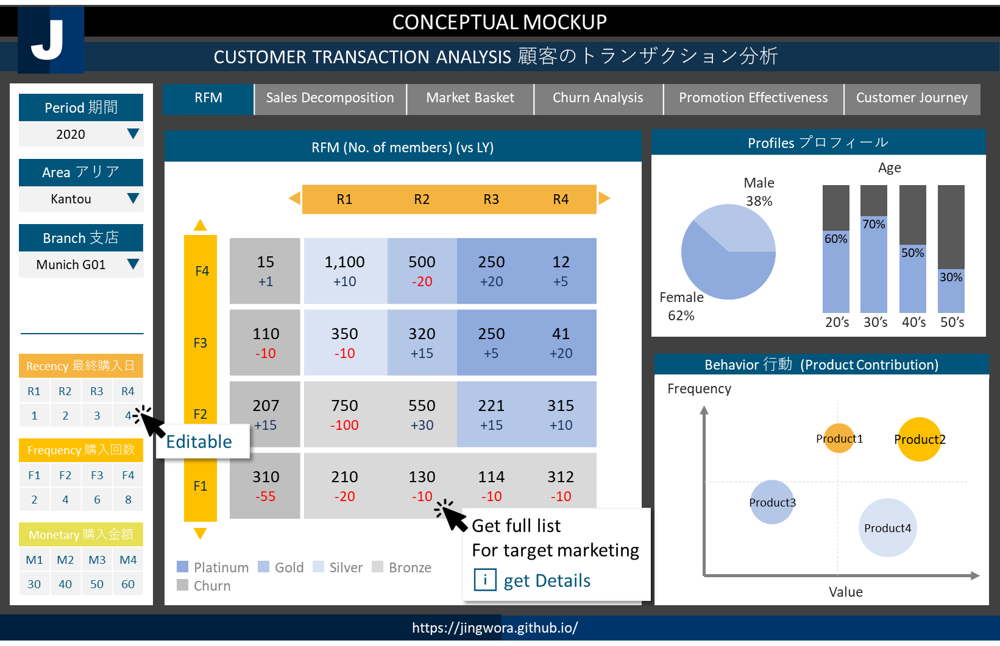 CONCEPTUAL MOCKUP
J
CUSTOMER TRANSACTION ANALYSIS 顧客のトランザクション分析
Period 期間
2020
Area アリア
Kantou
Branch 支店
Munich G01
Recency 最終購入日
R1 R2 R3 R4
1 2 3 4
Editable
Frequency 購入回数
F1 F2 F3 F4
2 4 6 8
Monetary 購入金額
M1 M2 M3 M4
30 40 50 60
RFM Sales Decomposition Market Basket Churn Analysis Promotion Effectiveness Customer Journey
RFM (No. of members) (vs LY)
R1 R2 R3 R4
F4 15 1,100 500 250 12
+1 +10 -20 +20 +5
F3 110 350 320 250 41
-10 -10 +15 +5 +20
F2 207 750 550 221 315
+15 -100 +30 +15 +10
F1 310 210 130 114 312
-55 -20 -10 -10 -10
Get full list
For target marketing
i get Details
Platinum Gold Silver Bronze
Churn
Profiles プロフィール
Male
38%
Female
62%
Age
60% 70% 50% 30%
20’s 30’s 40’s 50’s
Behavior 行動 (Product Contribution)
Frequency
Product1 Product2
Product3 Product4
Value
https://jingwora.github.io/